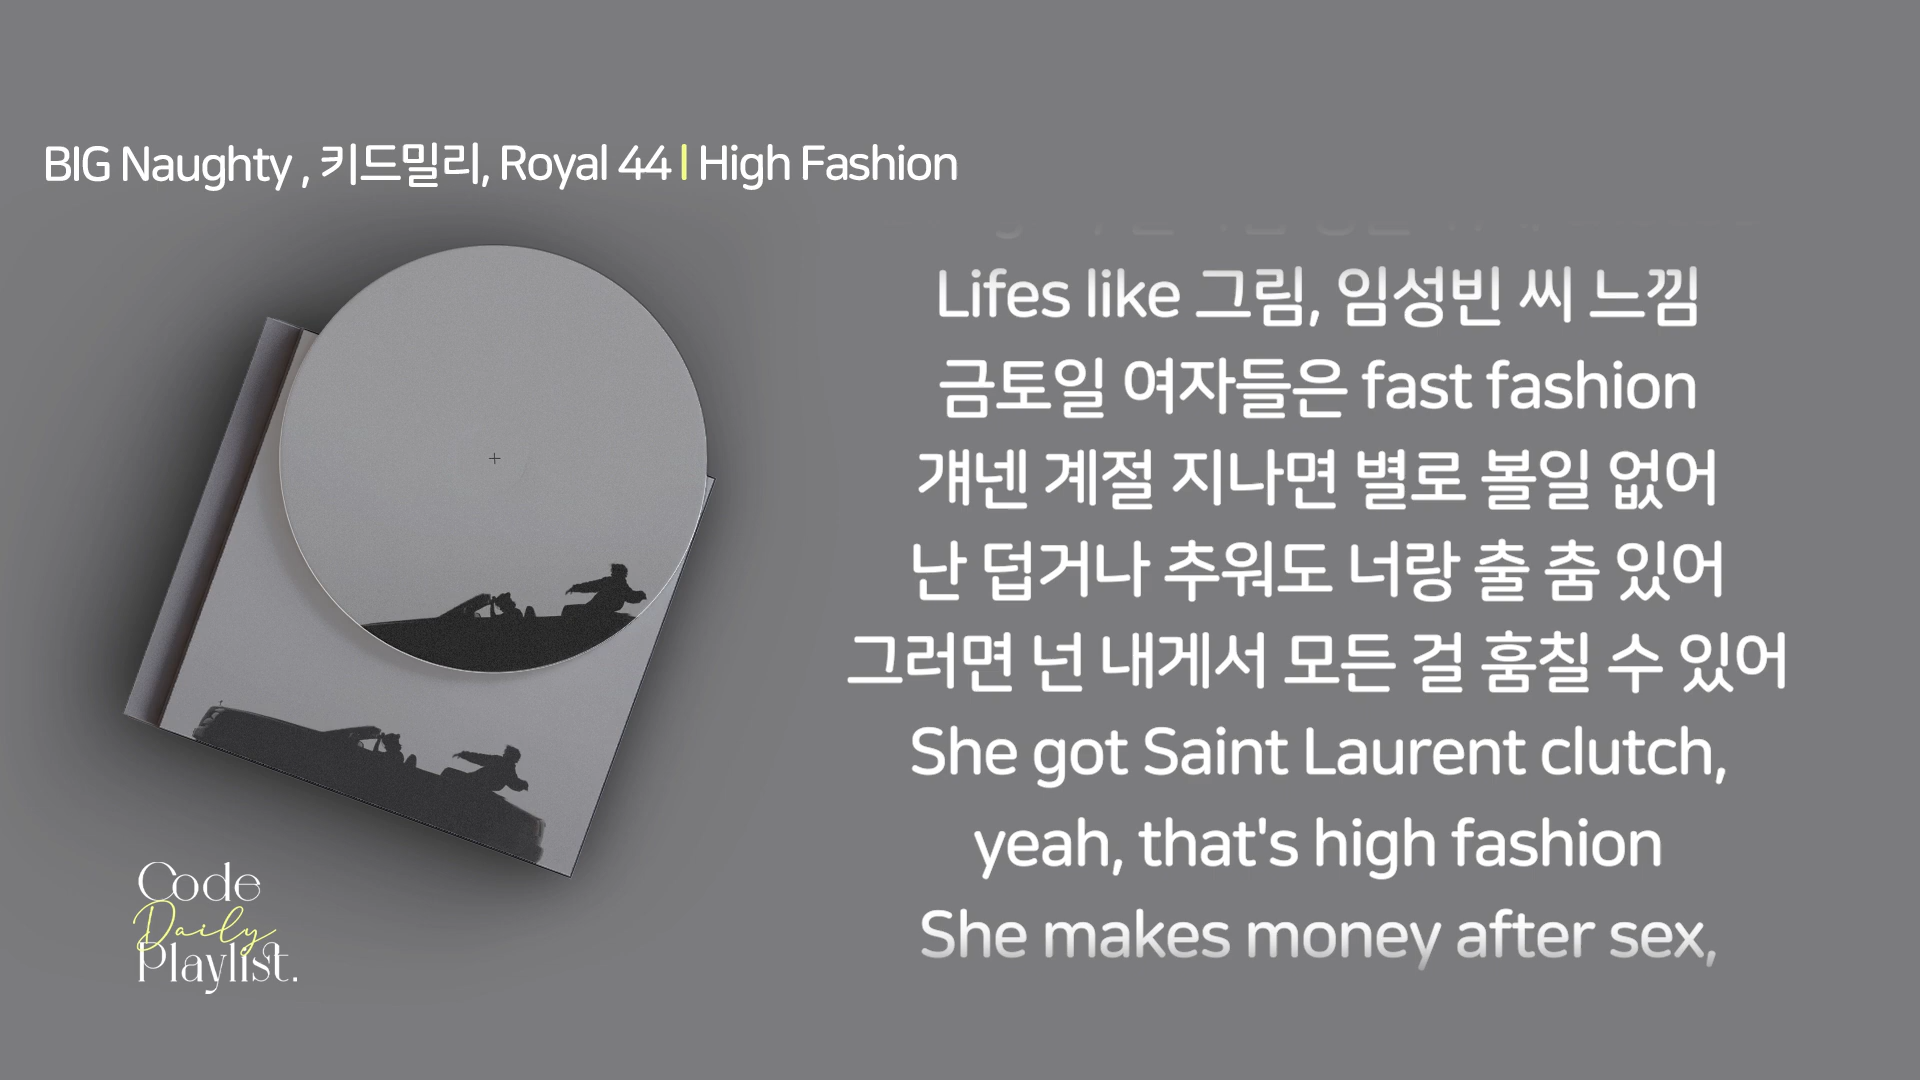 BIG Naughty , 키드밀리, Royal 44 | High Fashion
Lifes like 그림, 임성빈 씨 느낌
금토일 여자들은 fast fashion
걔넨 계절 지나면 별로 볼일 없어
난 덥거나 추워도 너랑 출 춤 있어
그러면 넌 내게서 모든 걸 훔칠 수 있어
She got Saint Laurent clutch,
yeah, that's high fashion
She makes money after sex,
Code
Daily
Playlist.